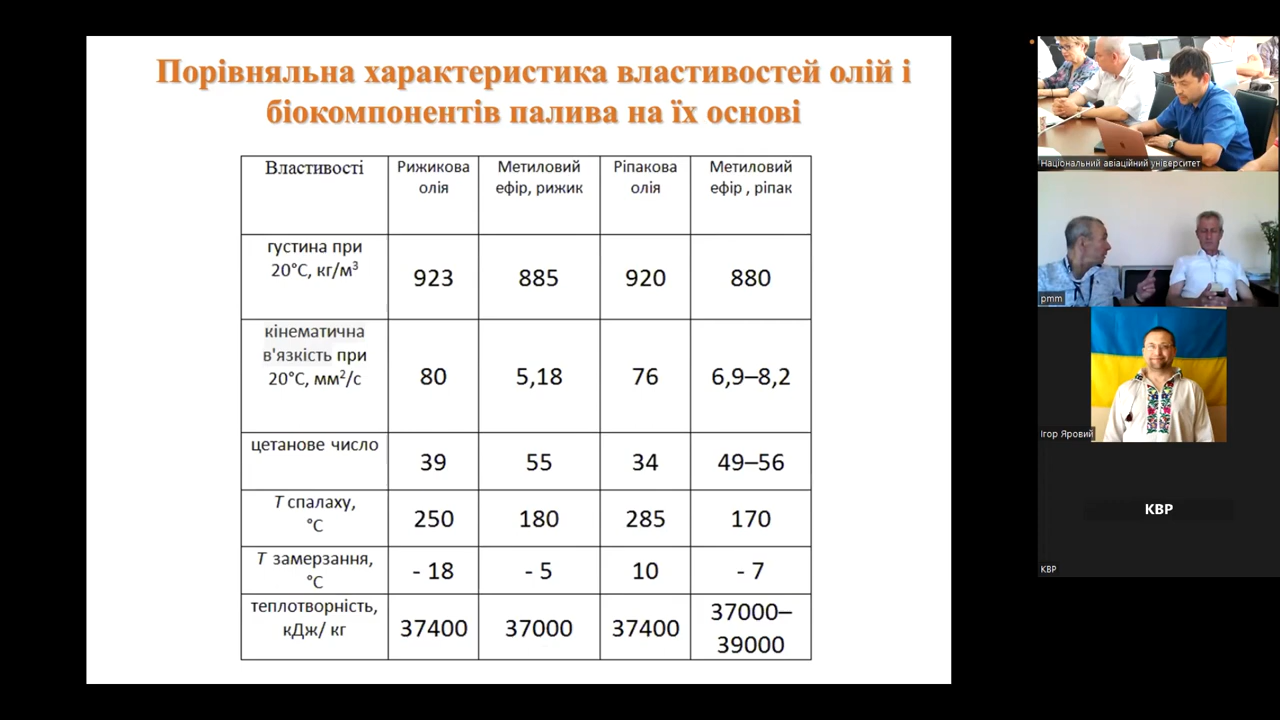 Порівняльна характеристика властивостей олій і
біокомпонентів палива на їх основі
Властивості
Рижикова
олія
Метиловий
ефір, рижик
Ріпакова
олія
Метиловий
ефір , ріпак
густина при
20°С, кг/м³
923
885
920
880
кінематична
в'язкість при
20°С, мм²/с
80
5,18
76
6,9–8,2
цетанове число
39
55
34
49–56
Т спалаху,
°С
250
180
285
170
Т замерзання,
°С
- 18
- 5
10
- 7
теплотворність,
кДж/ кг
37400
37000
37400
37000–
39000
Національний авіаційний університет
pmm
Ігор Яровий
КВР
КВР